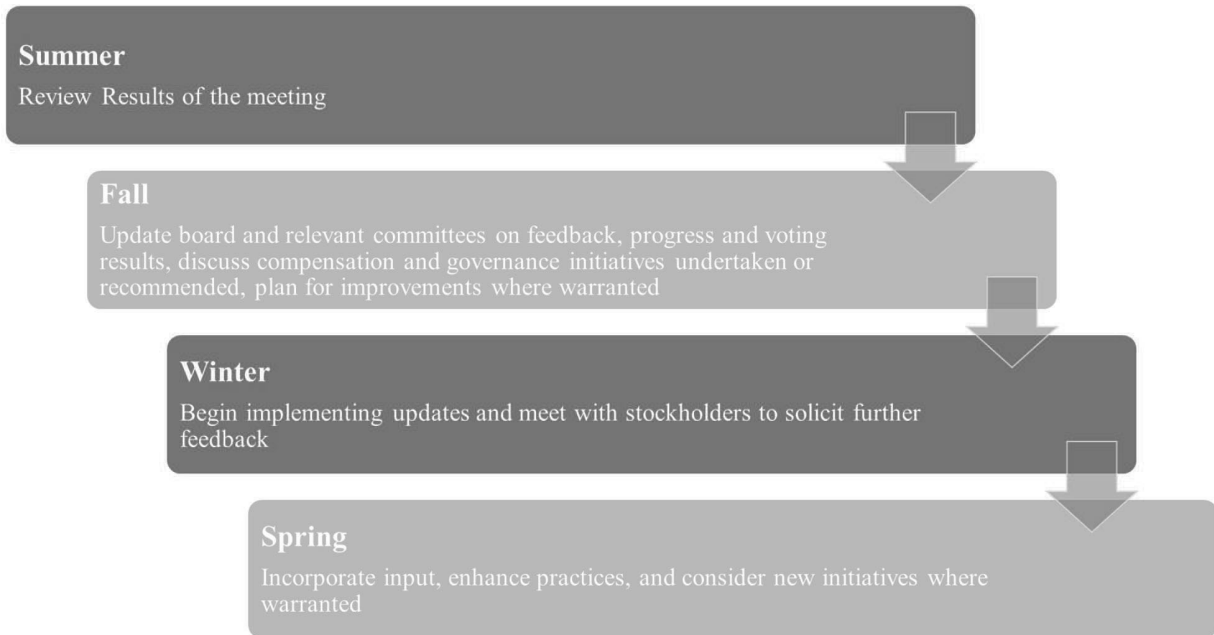 Summer
Review Results of the meeting
Fall
Update board and relevant committees on feedback, progress and voting
results, discuss compensation and governance initiatives undertaken or
recommended, plan for improvements where warranted
Winter
Begin implementing updates and meet with stockholders to solicit further
feedback
Spring
Incorporate input, enhance practices, and consider new initiatives where
warranted